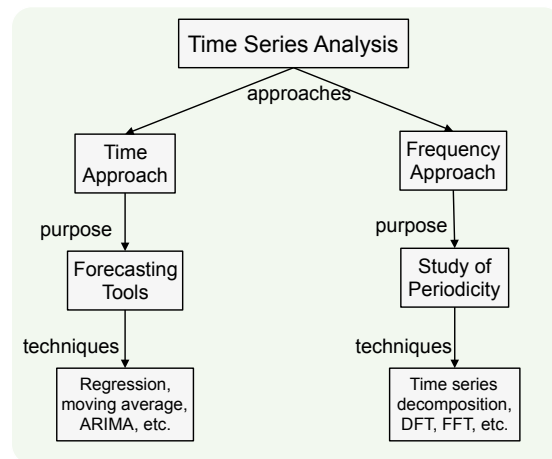 Time Series Analysis
approaches
Time
Approach
Frequency
Approach
purpose
purpose
Forecasting
Tools
Study of
Periodicity
techniques
techniques
Regression,
moving average,
ARIMA, etc.
Time series
decomposition,
DFT, FFT, etc.